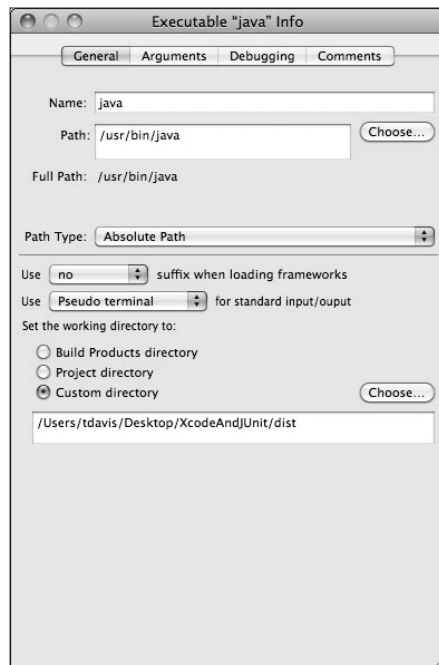 Executable “java” Info
General Arguments Debugging Comments
Name: java
Path: /usr/bin/java Choose...
Full Path: /usr/bin/java
Path Type: Absolute Path
Use no suffix when loading frameworks
Use Pseudo terminal for standard input/ouput
Set the working directory to:
Build Products directory
Project directory
Custom directory Choose...
/Users/tdavis/Desktop/XcodeAndJUnit/dist